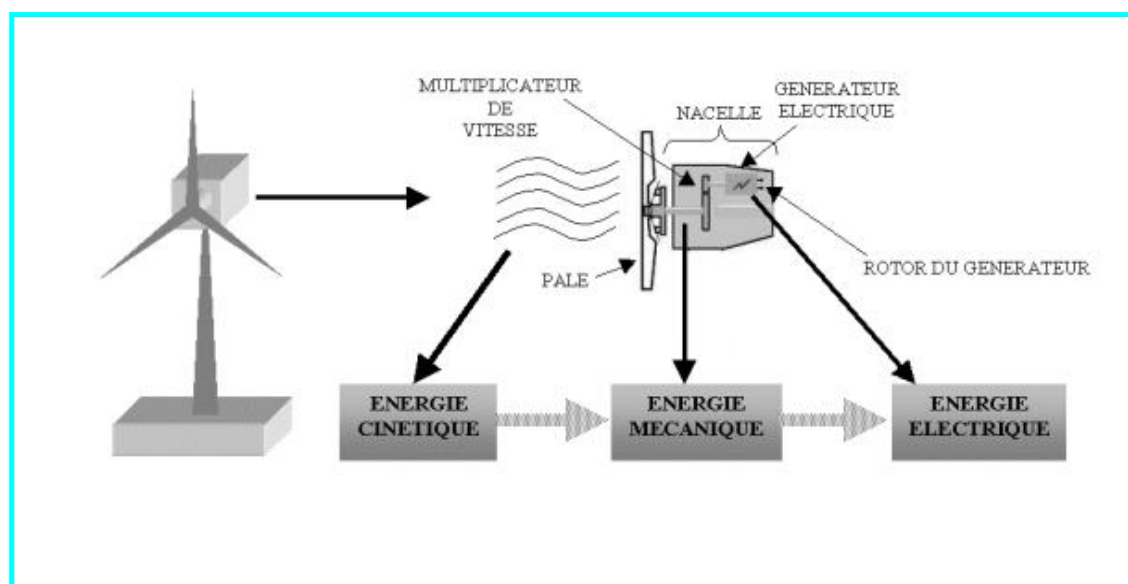 MULTIPLICATEUR
DE
VITESSE
NACELLE
GENERATEUR
ELECTRIQUE
PALE
ROTOR DU GENERATEUR
ENERGIE
CINETIQUE
ENERGIE
MECANIQUE
ENERGIE
ELECTRIQUE